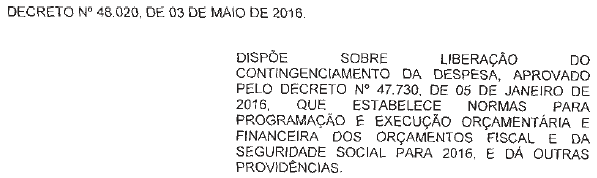 DECRETO Nº 48.020, DE 03 DE MAIO DE 2016.
DISPÕE SOBRE LIBERAÇÃO DO
CONTINGENCIAMENTO DA DESPESA, APROVADO
PELO DECRETO Nº 47.730, DE 05 DE JANEIRO DE
2016, QUE ESTABELECE NORMAS PARA
PROGRAMAÇÃO E EXECUÇÃO ORÇAMENTÁRIA E
FINANCEIRA DOS ORÇAMENTOS FISCAL E DA
SEGURIDADE SOCIAL PARA 2016, E DÁ OUTRAS
PROVIDÊNCIAS.